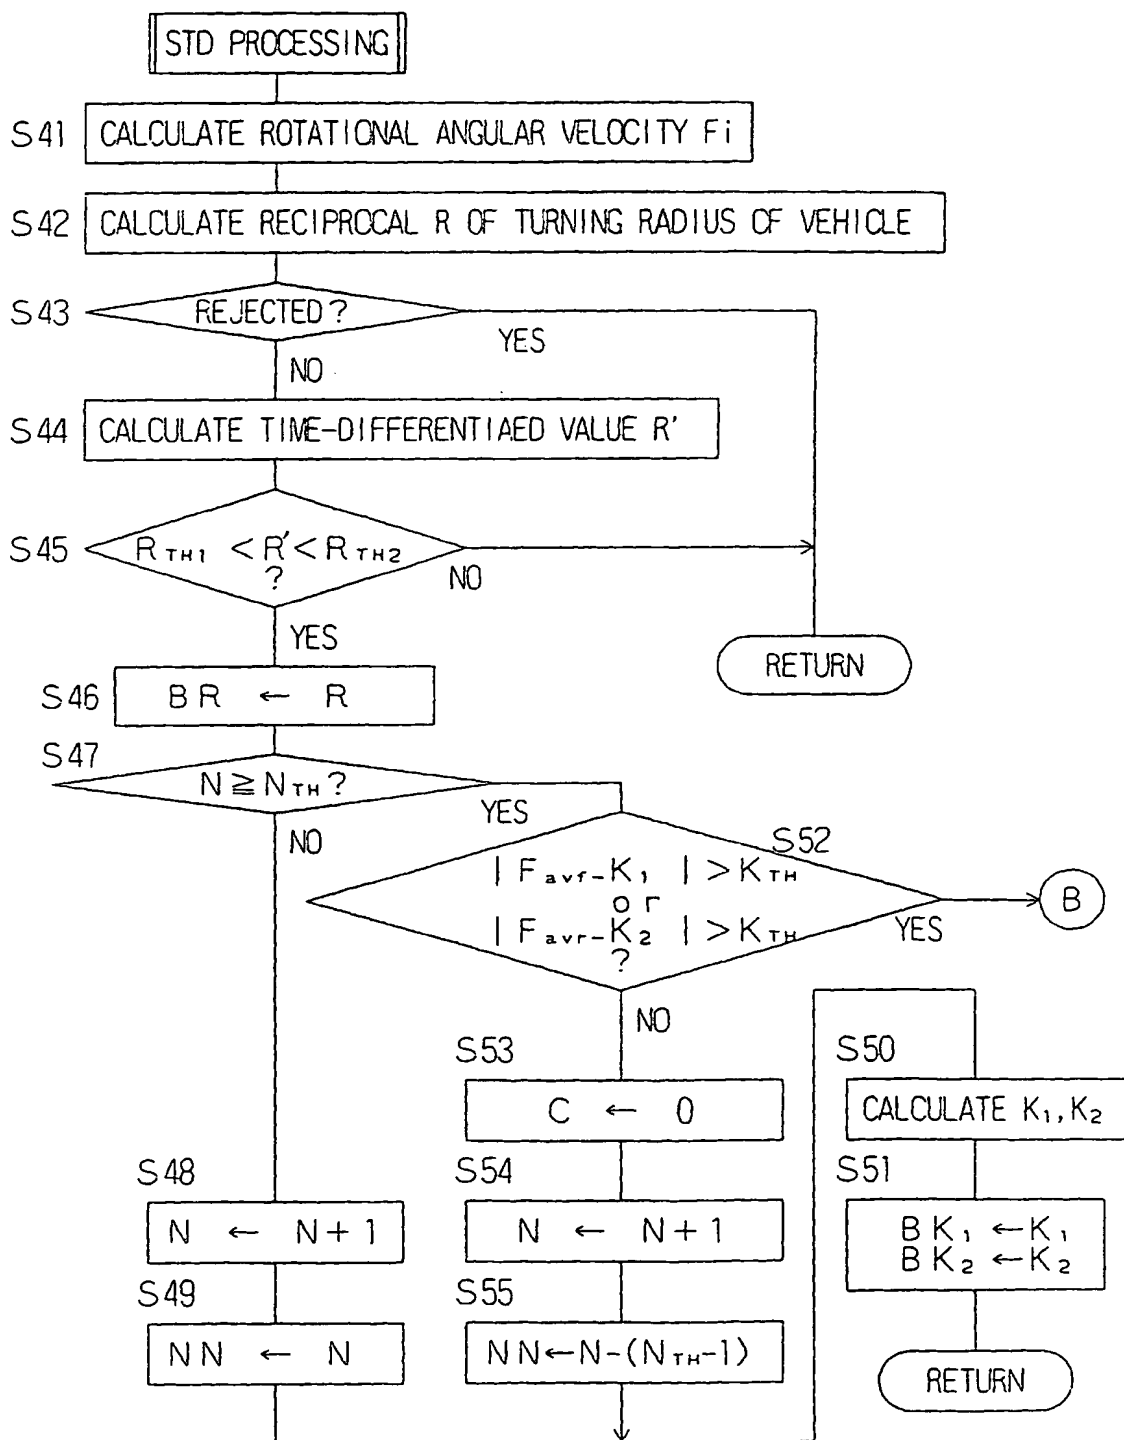 STD PROCESSING
S41 CALCULATE ROTATIONAL ANGULAR VELOCITY Fi
S42 CALCULATE RECIPROCAL R OF TURNING RADIUS OF VEHICLE
S43 REJECTED?
YES
NO
S44 CALCULATE TIME-DIFFERENTIAED VALUE R'
S45 RTH1 < R' < RTH2
?
NO
YES
RETURN
S46 BR ← R
S47
N ≧ NTH?
YES
NO
S52
| Favf-K1 | > KTH
or
| Favr-K2 | > KTH
?
YES
B
NO
S53
C ← 0
S50
CALCULATE K1, K2
S48
N ← N+1
S54
N ← N+1
S51
BK1 ← K1
BK2 ← K2
S49
NN ← N
S55
NN ← N-(NTH-1)
RETURN